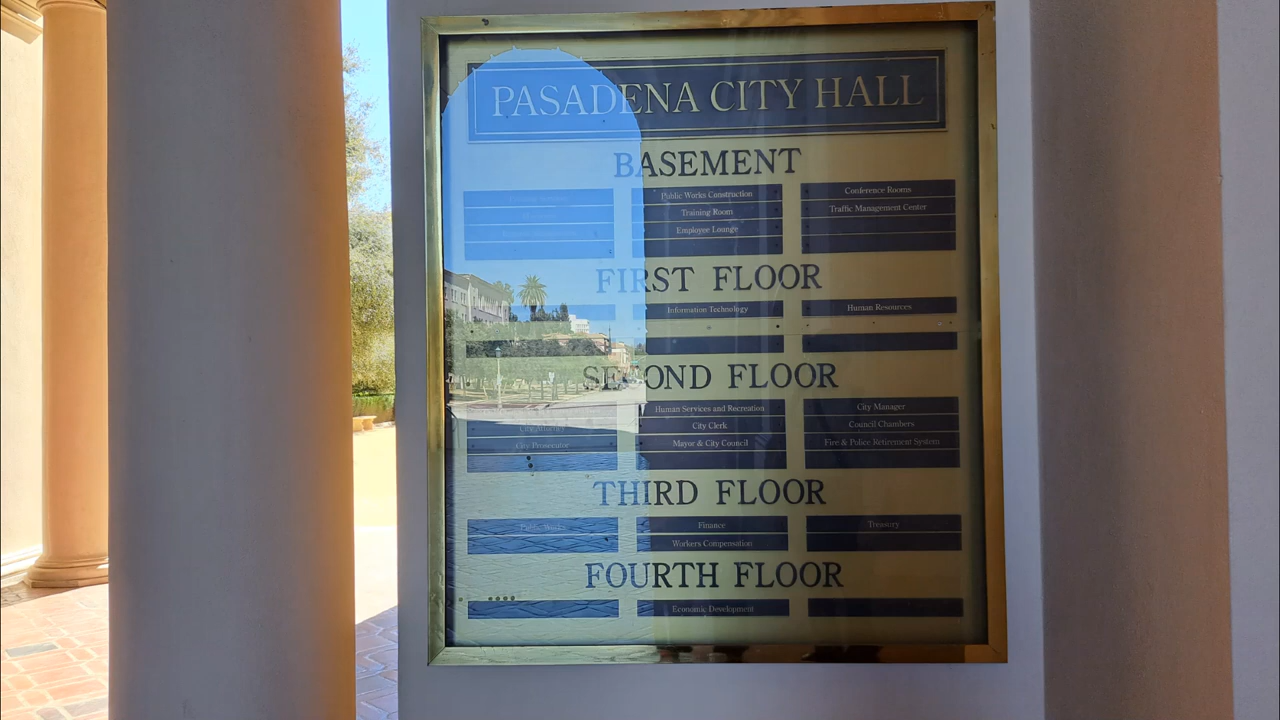 PASADENA CITY HALL
BASEMENT
Public Works Construction
Training Room
Employee Lounge
Conference Rooms
Traffic Management Center
FIRST FLOOR
Information Technology
Human Resources
SECOND FLOOR
City Attorney
City Prosecutor
Human Services and Recreation
City Clerk
Mayor & City Council
City Manager
Council Chambers
Fire & Police Retirement System
THIRD FLOOR
Public Works
Finance
Workers Compensation
Treasury
FOURTH FLOOR
Economic Development